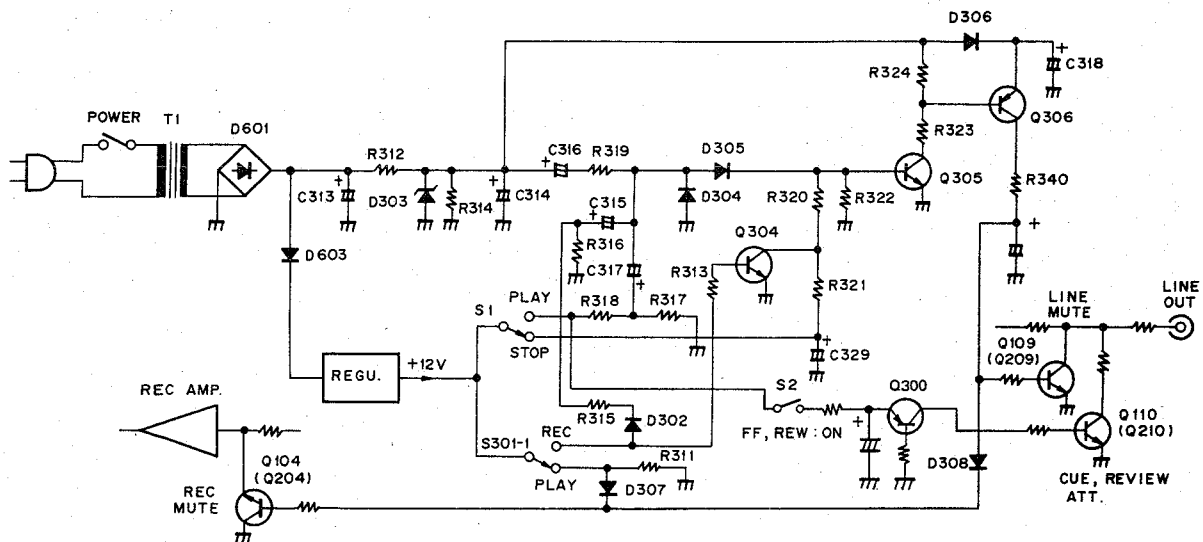 D306
R324
C318
Q306
POWER
T1
D601
R323
R312
C316
R319
D305
Q305
R340
C313
D303
R314
C314
D304
R320
R322
C315
R316
Q304
D603
C317
R313
R321
PLAY
R318
R317
S1
STOP
LINE
OUT
LINE
MUTE
C329
Q109
(Q209)
+12V
REGU.
S2
Q300
REC AMP.
R315
D302
FF, REW : ON
Q110
(Q210)
REC
S301-1
R311
D308
Q104
(Q204)
PLAY
D307
CUE, REVIEW
ATT.
REC
MUTE